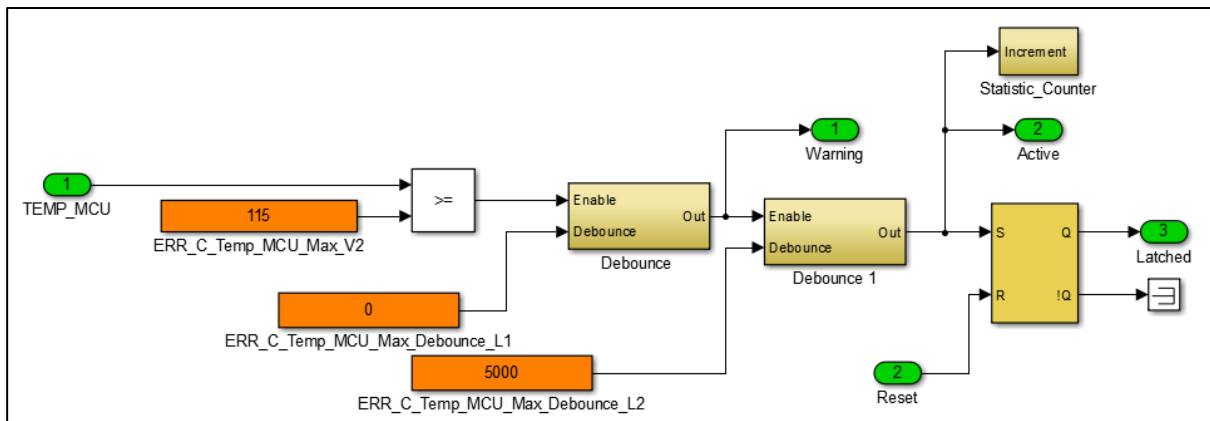 Increment
Statistic_Counter
1
Warning
2
Active
1
TEMP_MCU
115
ERR_C_Temp_MCU_Max_V2
>=
Enable
Debounce
Out
Debounce
Enable
Debounce
Out
Debounce 1
S
R
Q
!Q
3
Latched
0
ERR_C_Temp_MCU_Max_Debounce_L1
5000
ERR_C_Temp_MCU_Max_Debounce_L2
2
Reset